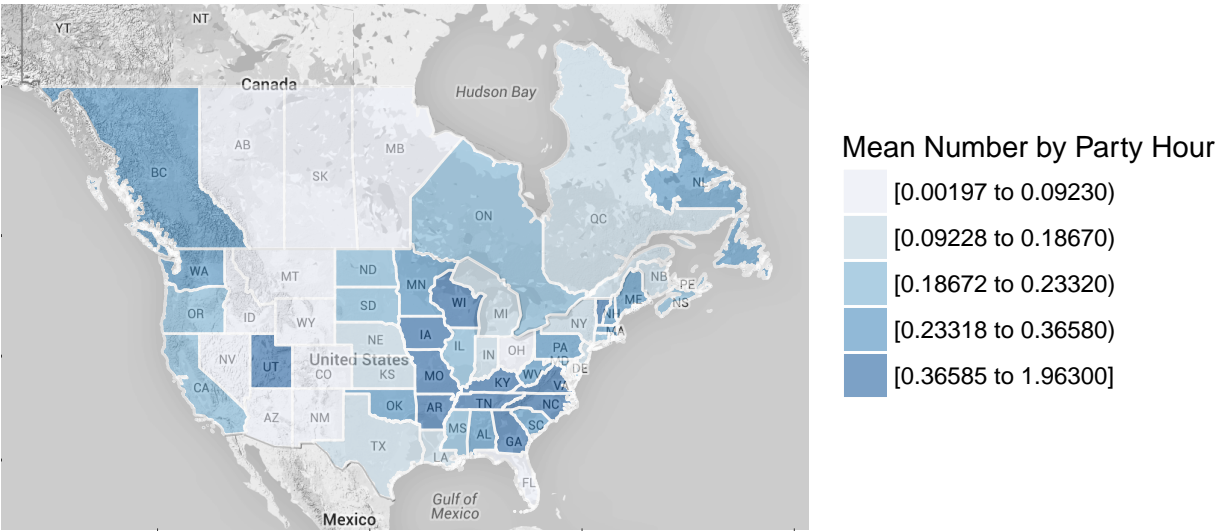 YT
NT
Canada
Hudson Bay
AB
SK
MB
BC
ON
QC
NL
NB
PE
NS
WA
MT
ND
MN
OR
ID
WY
SD
WI
MI
NY
NH
ME
MA
NV
UT
CO
United States
NE
KS
IA
IL
IN
OH
PA
MD
DE
CA
MO
KY
WV
VA
AZ
NM
OK
AR
TN
NC
SC
TX
LA
MS
AL
GA
FL
Gulf of
Mexico
Mexico
Mean Number by Party Hour
[0.00197 to 0.09230)
[0.09228 to 0.18670)
[0.18672 to 0.23320)
[0.23318 to 0.36580)
[0.36585 to 1.96300]